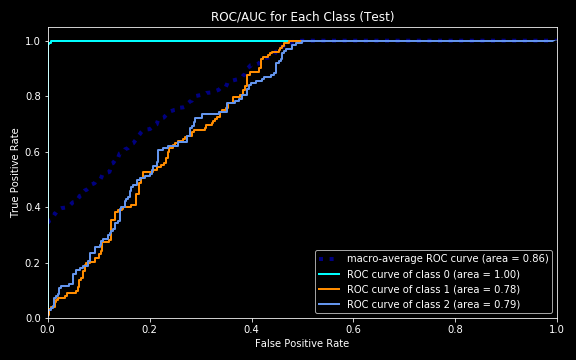 ROC/AUC for Each Class (Test)
True Positive Rate
1.0
0.8
0.6
0.4
0.2
0.0
macro-average ROC curve (area = 0.86)
ROC curve of class 0 (area = 1.00)
ROC curve of class 1 (area = 0.78)
ROC curve of class 2 (area = 0.79)
0.0 0.2 0.4 0.6 0.8 1.0
False Positive Rate